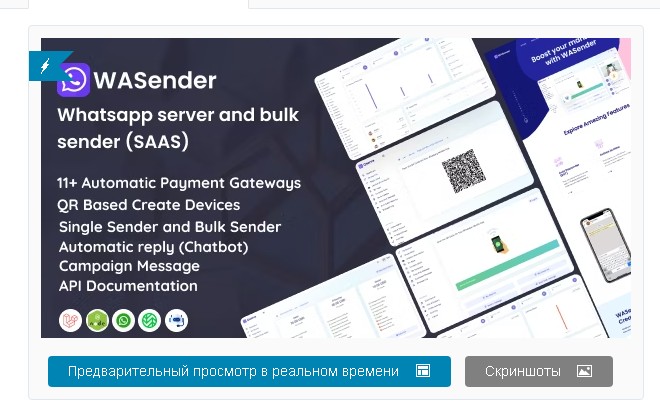 WASender
Whatsapp server and bulk
sender (SAAS)
11+ Automatic Payment Gateways
QR Based Create Devices
Single Sender and Bulk Sender
Automatic reply (Chatbot)
Campaign Message
API Documentation
Boost your
with WASender
Explore Amazing Features
Предварительный просмотр в реальном времени
Скриншоты